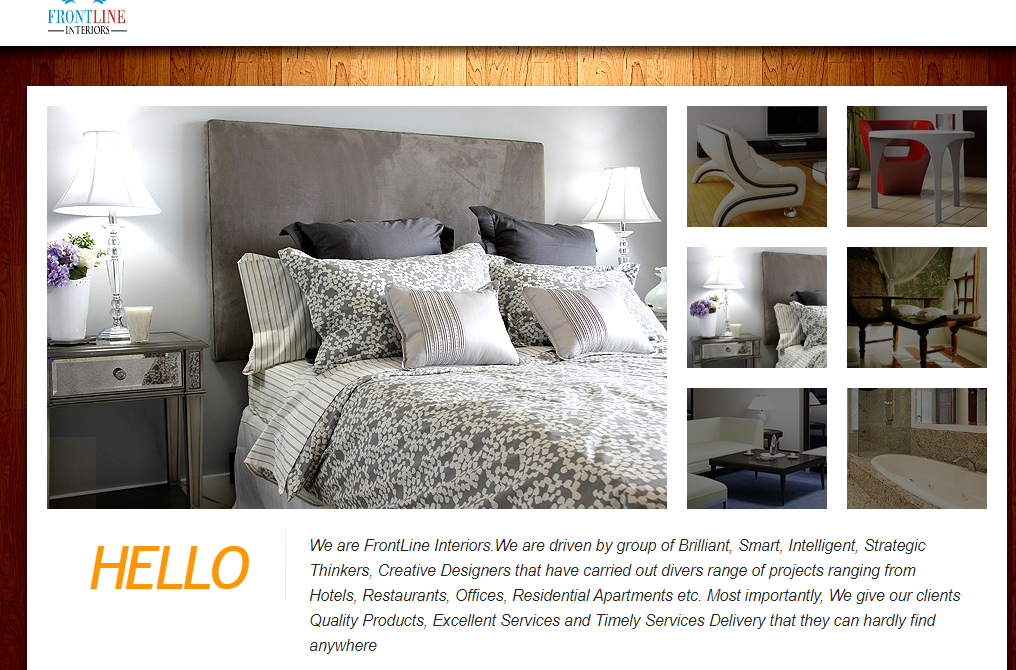 FRONTLINE
INTERIORS
HELLO
We are FrontLine Interiors.We are driven by group of Brilliant, Smart, Intelligent, Strategic
Thinkers, Creative Designers that have carried out divers range of projects ranging from
Hotels, Restaurants, Offices, Residential Apartments etc. Most importantly, We give our clients
Quality Products, Excellent Services and Timely Services Delivery that they can hardly find
anywhere